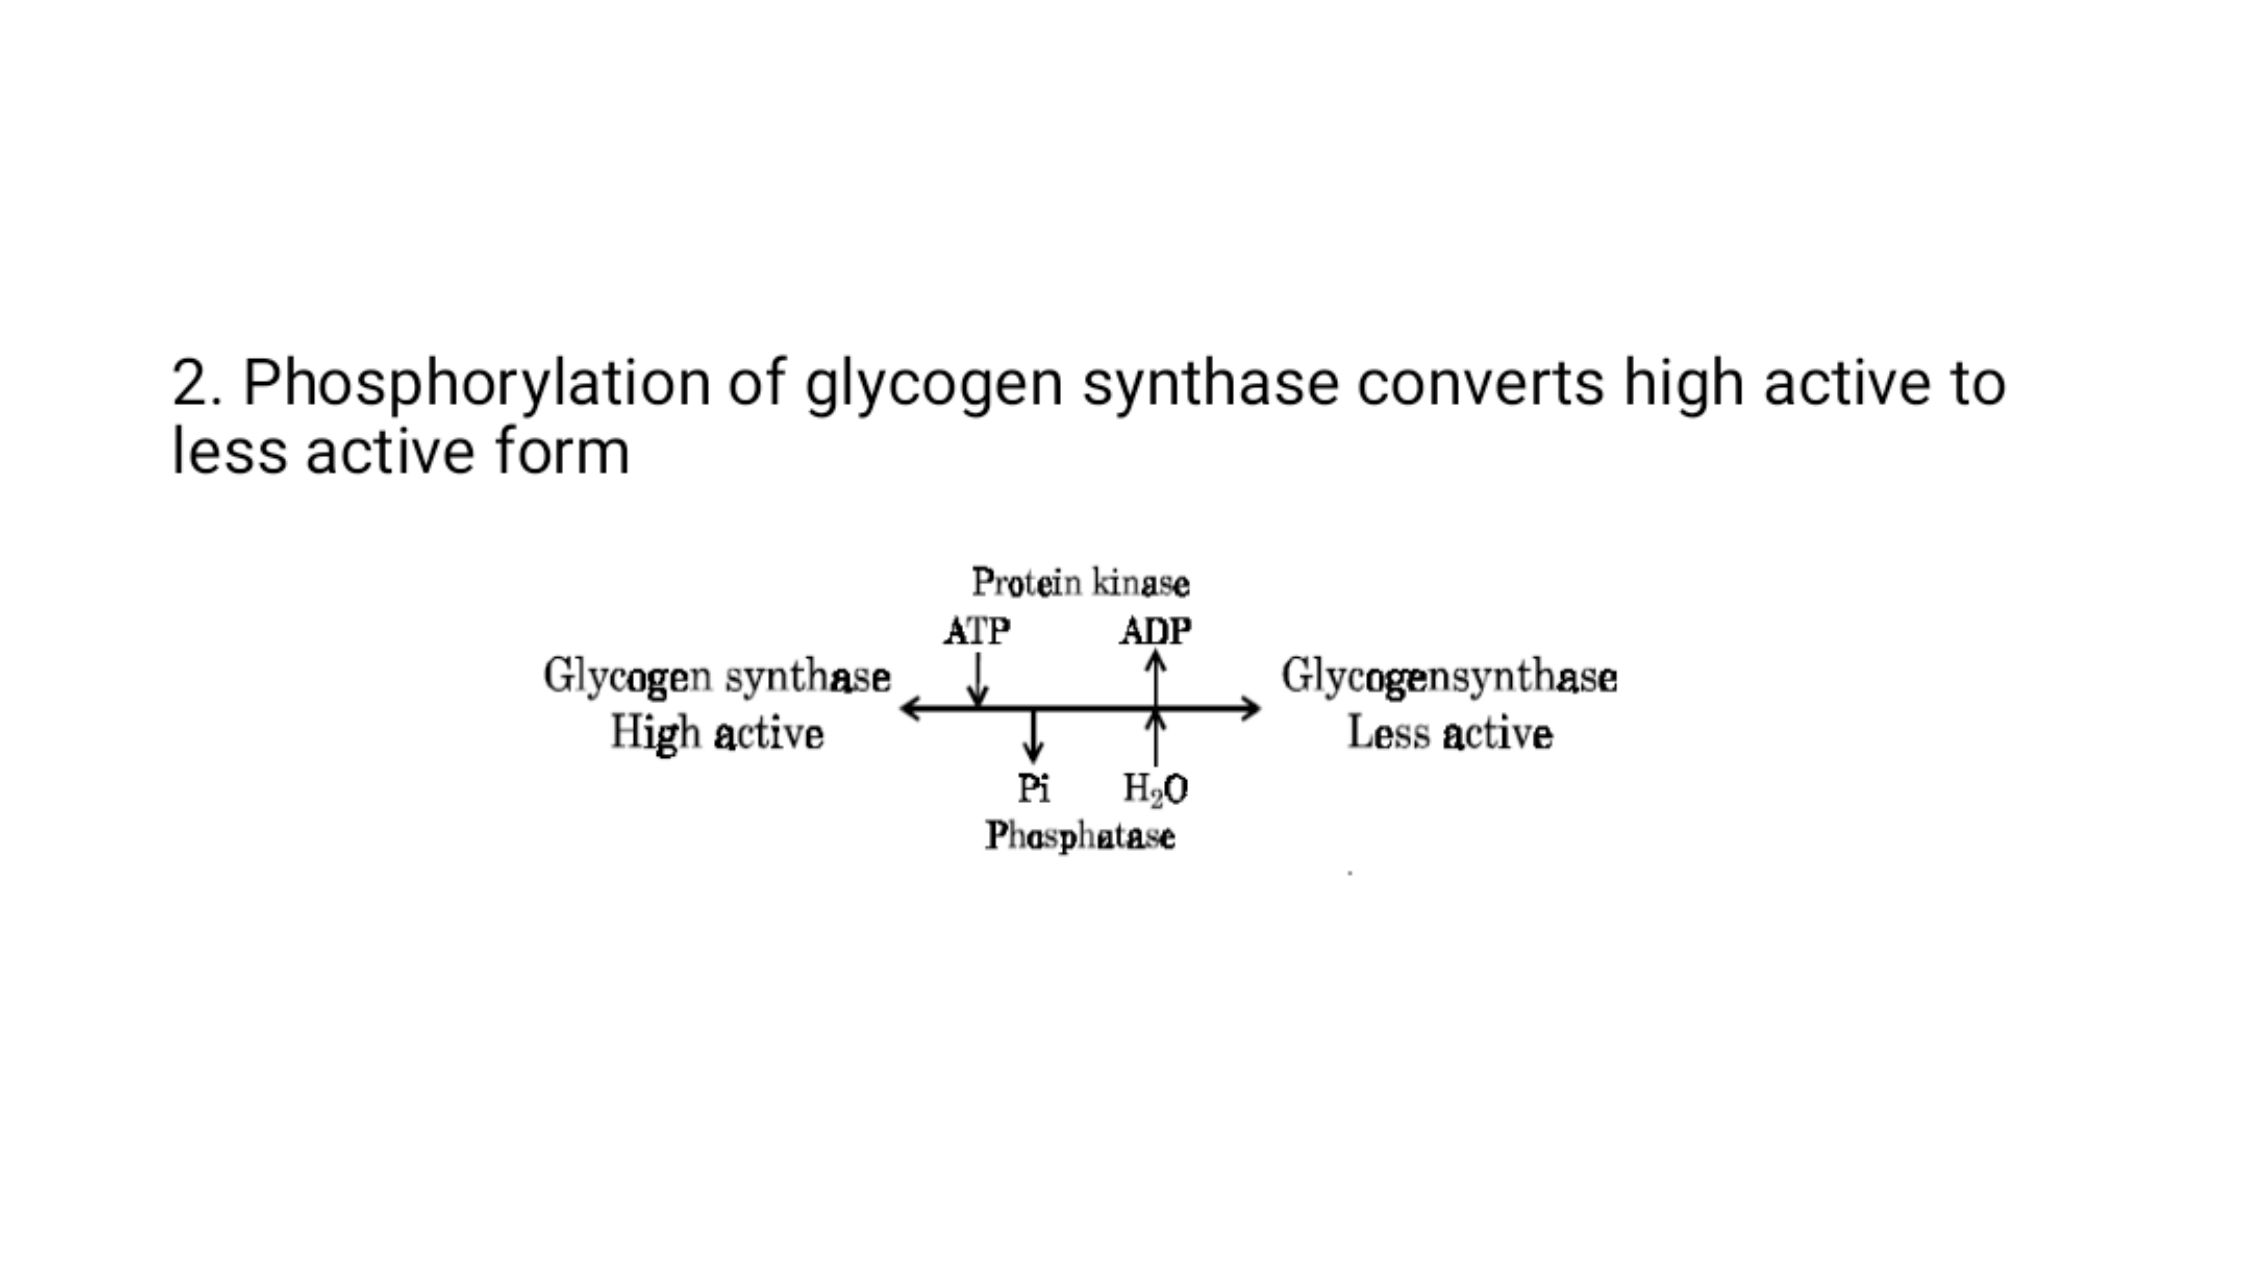 2. Phosphorylation of glycogen synthase converts high active to
less active form
Protein kinase
ATP ADP
Glycogen synthase Glycogensynthase
High active Less active
Pi H₂O
Phosphatase